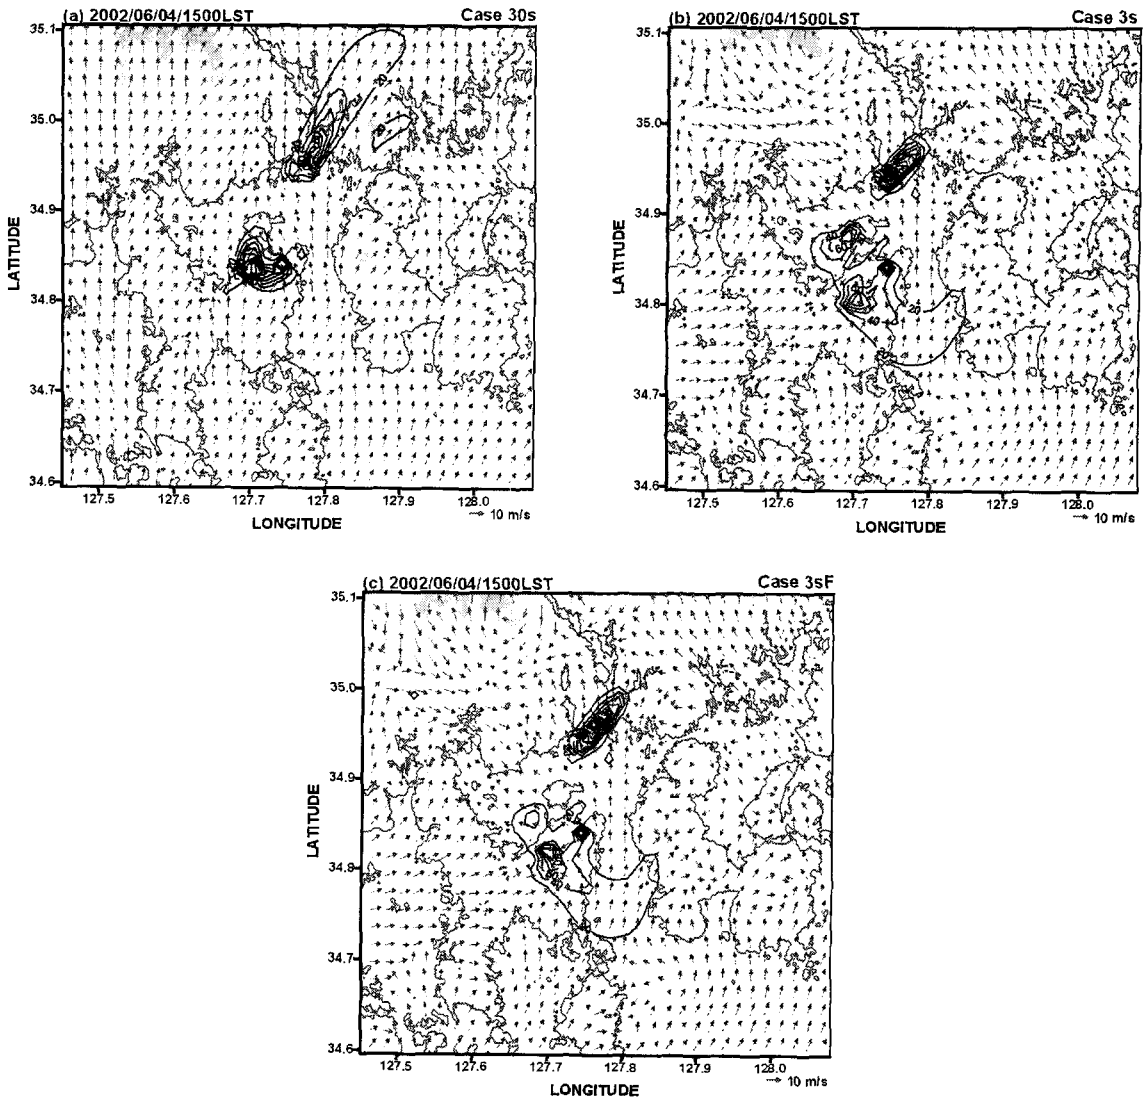 (a) 2002/06/04/1500LST Case 30s
35.1
35.0
34.9
34.8
34.7
34.6
LATITUDE
127.5 127.6 127.7 127.8 127.9 128.0
LONGITUDE
10 m/s
(b) 2002/06/04/1500LST Case 3s
35.1
35.0
34.9
34.8
34.7
34.6
LATITUDE
20
40
127.5 127.6 127.7 127.8 127.9 128.0
LONGITUDE
10 m/s
(c) 2002/06/04/1500LST Case 3sF
35.1
35.0
34.9
34.8
34.7
34.6
LATITUDE
127.5 127.6 127.7 127.8 127.9 128.0
LONGITUDE
10 m/s